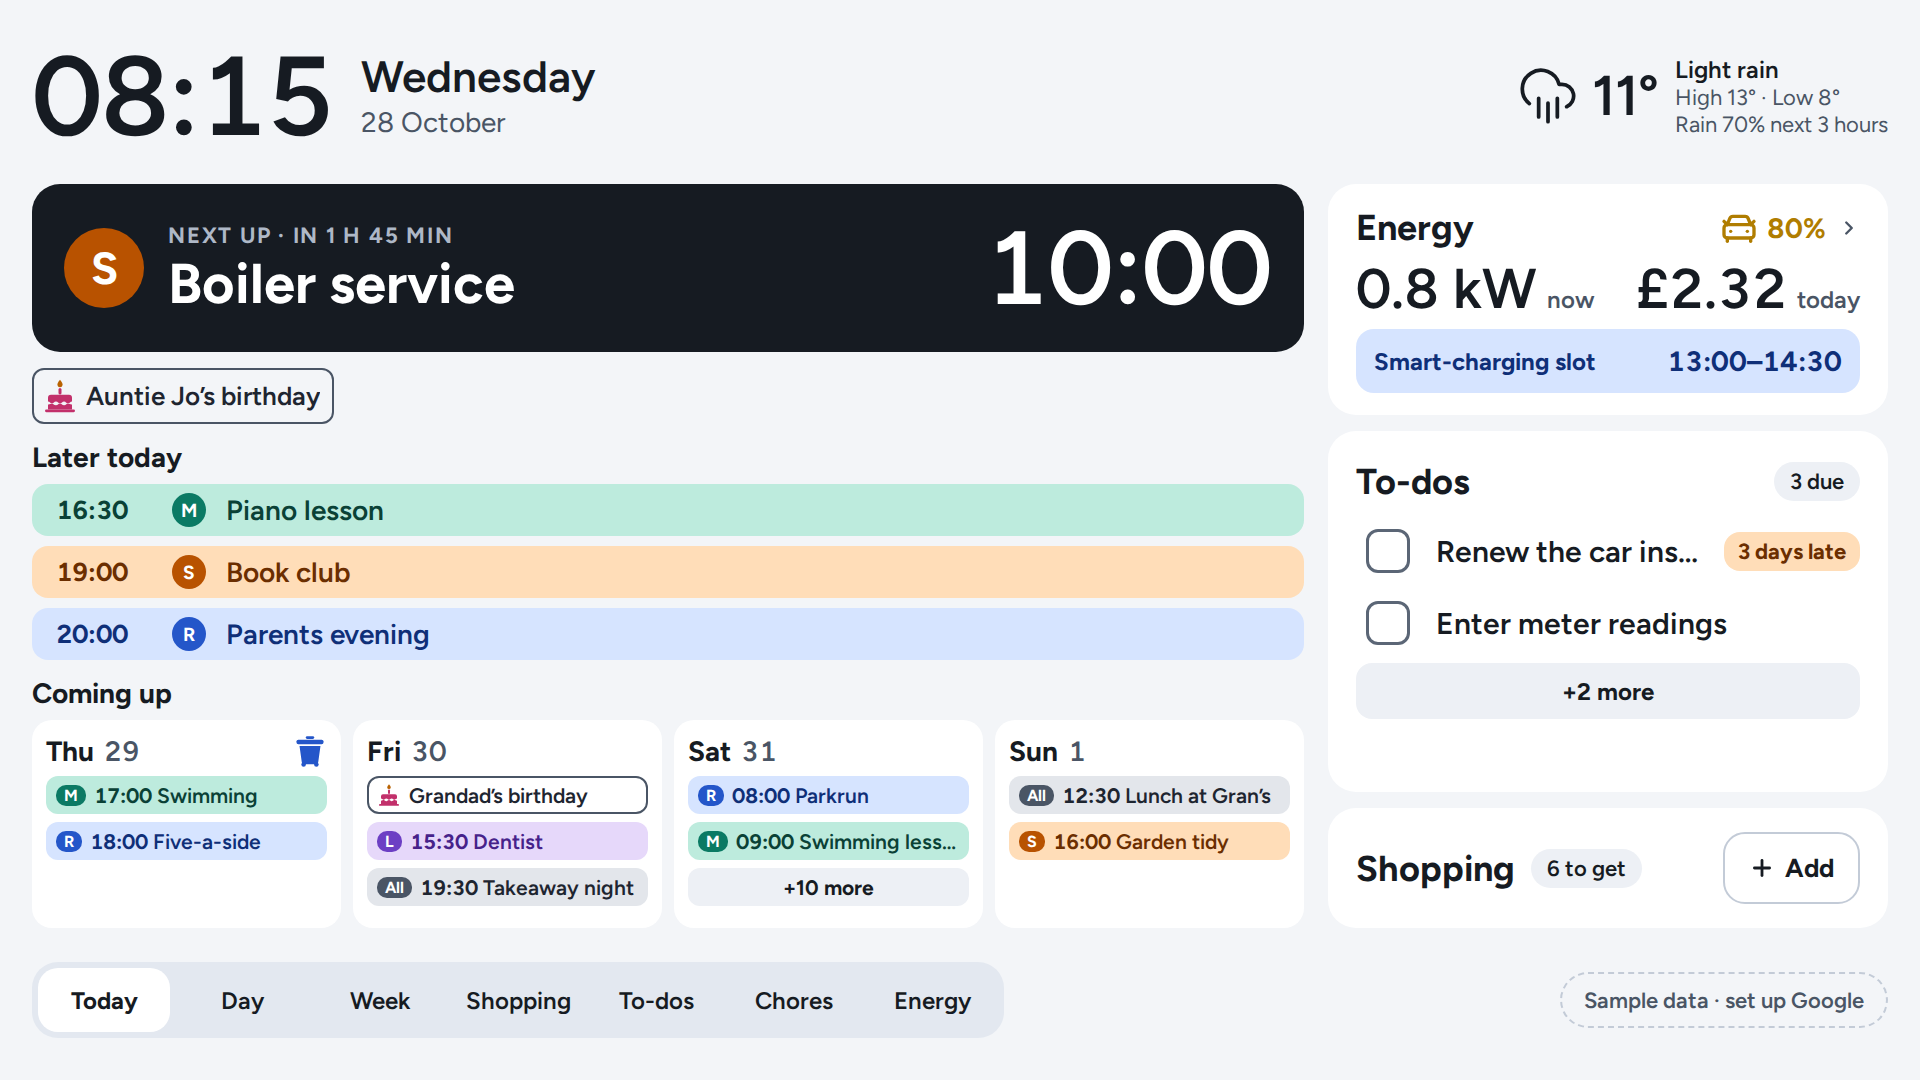 08:15
Wednesday
28 October
11°
Light rain
High 13° · Low 8°
Rain 70% next 3 hours
S
NEXT UP · IN 1 H 45 MIN
Boiler service
10:00
Auntie Jo’s birthday
Later today
16:30 M Piano lesson
19:00 S Book club
20:00 R Parents evening
Coming up
Thu 29
M 17:00 Swimming
R 18:00 Five-a-side
Fri 30
Grandad’s birthday
L 15:30 Dentist
All 19:30 Takeaway night
Sat 31
R 08:00 Parkrun
M 09:00 Swimming less…
+10 more
Sun 1
All 12:30 Lunch at Gran’s
S 16:00 Garden tidy
Energy
80%
0.8 kW now
£2.32 today
Smart-charging slot 13:00–14:30
To-dos
3 due
Renew the car ins…
3 days late
Enter meter readings
+2 more
Shopping
6 to get
+ Add
Today
Day
Week
Shopping
To-dos
Chores
Energy
Sample data · set up Google